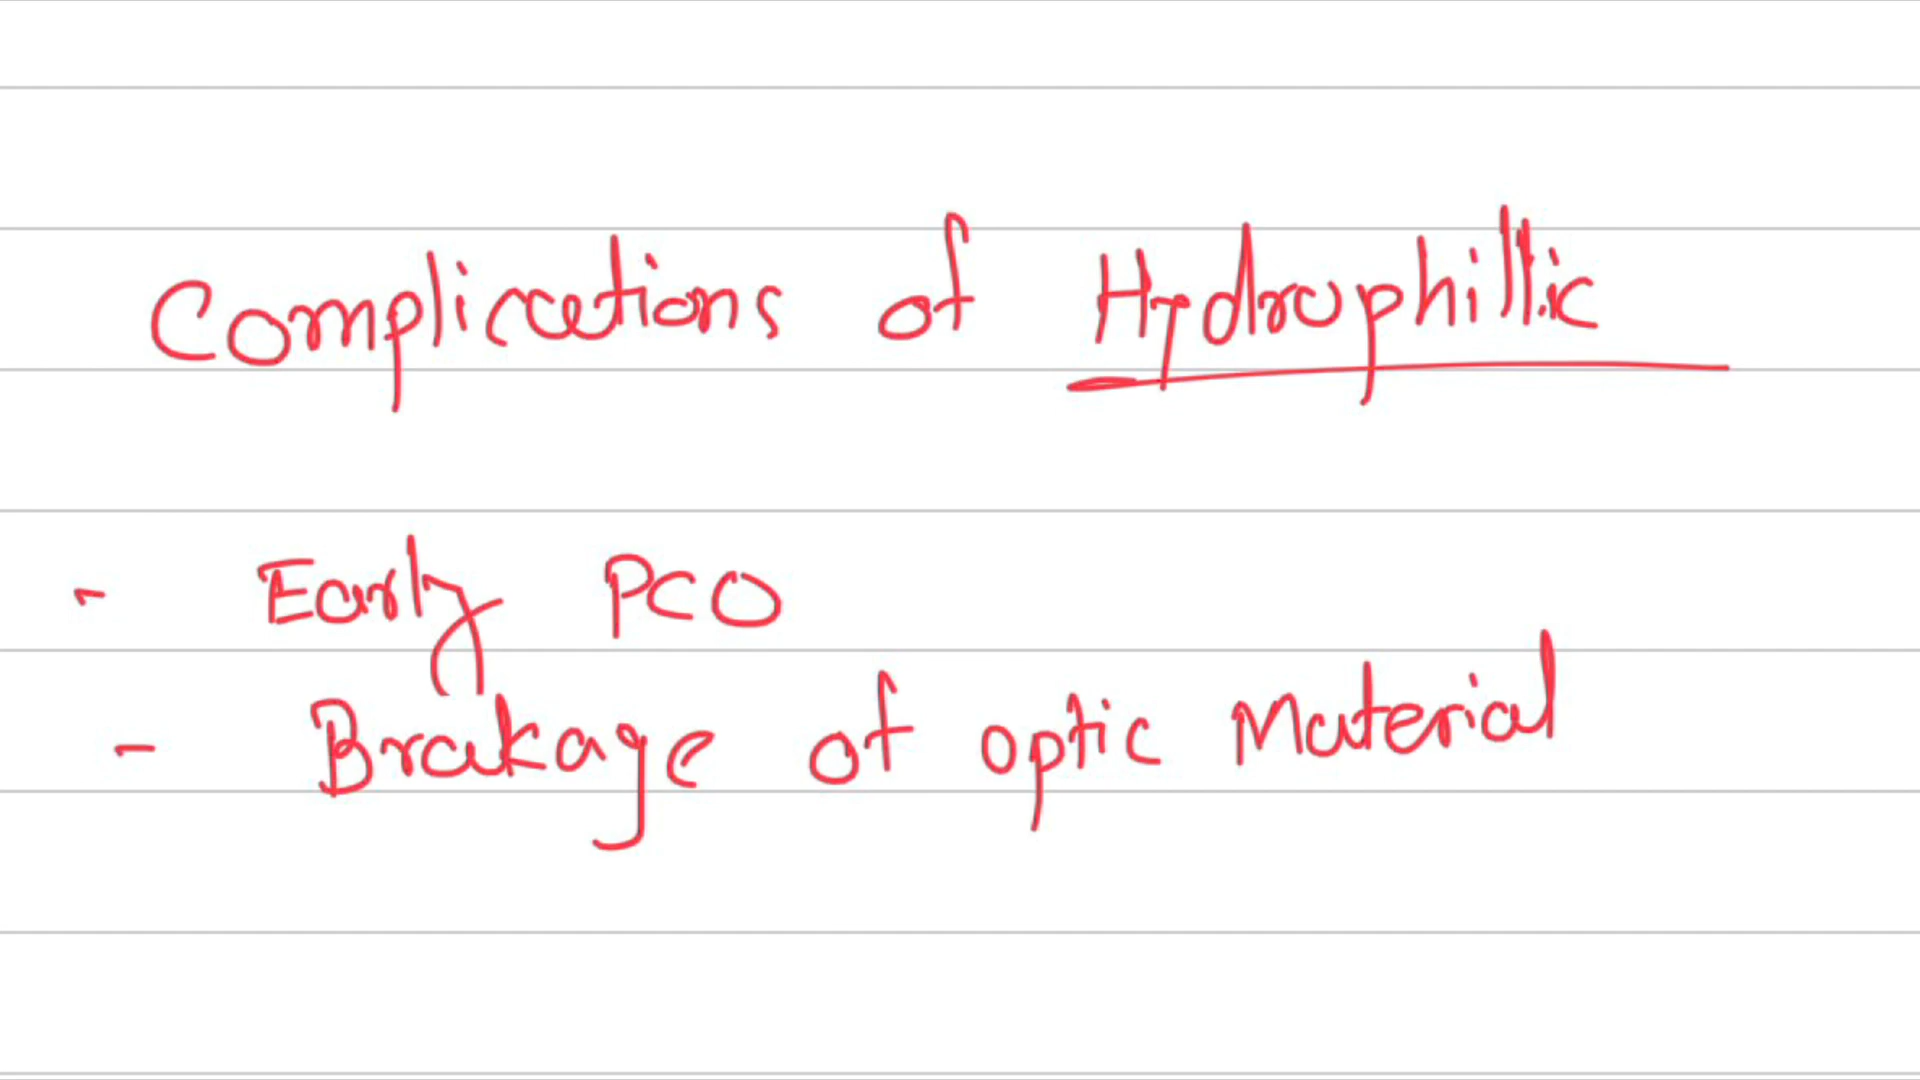 Complications of Hydrophillic
- Early PCO
- Brakage of optic Material